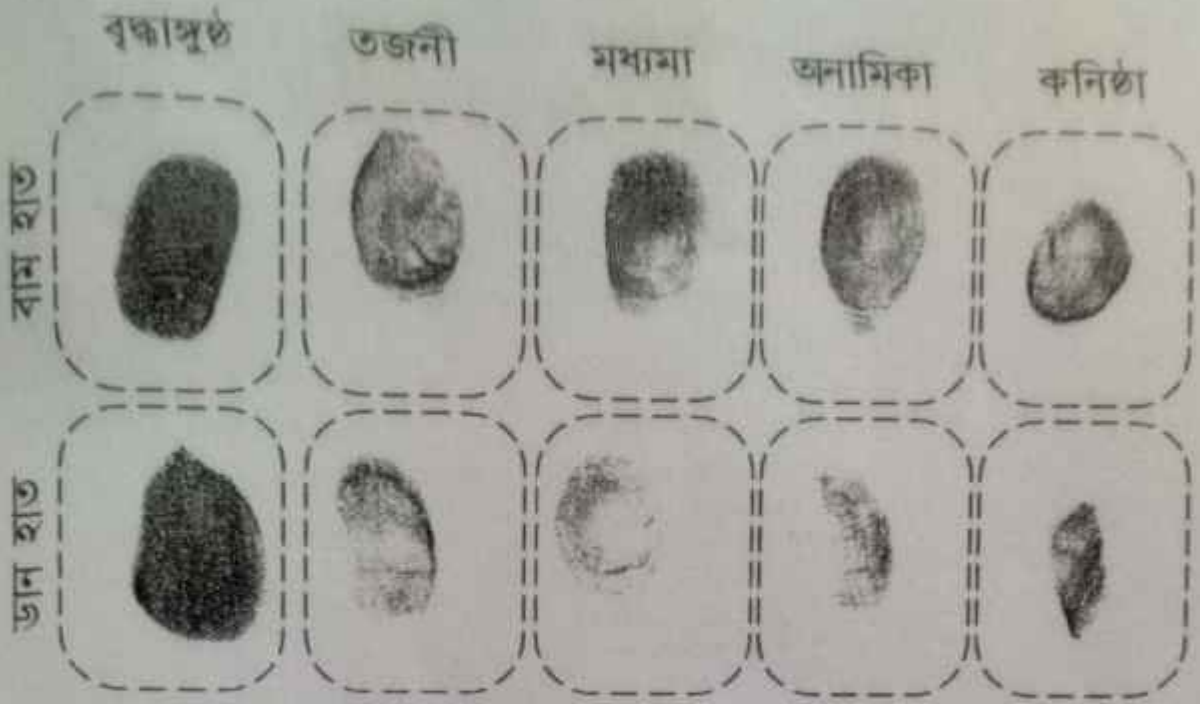 বৃদ্ধাঙ্গুষ্ঠ তর্জনী মধ্যমা অনামিকা কনিষ্ঠা
বাম হাত
ডান হাত